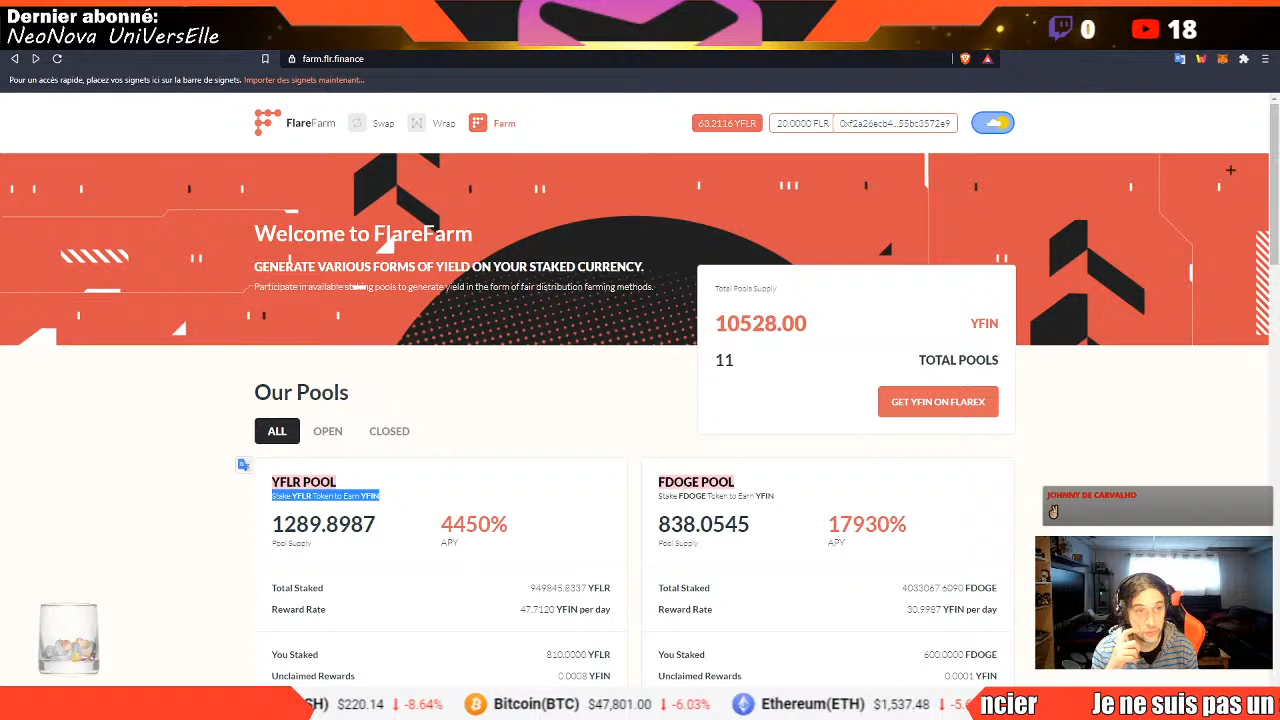 Dernier abonné:
NeoNova UniVersElle
0
18
farm.flr.finance
Pour un accès rapide, placez vos signets ici sur la barre de signets. Importer des signets maintenant...
FlareFarm
Swap
Wrap
Farm
63.2116 YFLR
20.0000 FLR
0xf2a26ecb4...55bc3572e9
Welcome to FlareFarm
GENERATE VARIOUS FORMS OF YIELD ON YOUR STAKED CURRENCY.
Participate in available staking pools to generate yield in the form of fair distribution farming methods.
Total Pools Supply
10528.00 YFIN
11 TOTAL POOLS
GET YFIN ON FLAREX
Our Pools
ALL
OPEN
CLOSED
YFLR POOL
Stake YFLR Token to Earn YFIN
1289.8987 4450%
Pool Supply APY
Total Staked 949845.8337 YFLR
Reward Rate 47.7120 YFIN per day
You Staked 810.0000 YFLR
Unclaimed Rewards 0.0008 YFIN
FDOGE POOL
Stake FDOGE Token to Earn YFIN
838.0545 17930%
Pool Supply APY
Total Staked 4033067.6090 FDOGE
Reward Rate 30.9987 YFIN per day
You Staked 600.0000 FDOGE
Unclaimed Rewards 0.0001 YFIN
JOHNNY DE CARVALHO
H) $220.14 -8.64% Bitcoin(BTC) $47,801.00 -6.03% Ethereum(ETH) $1,537.48 ncier Je ne suis pas un